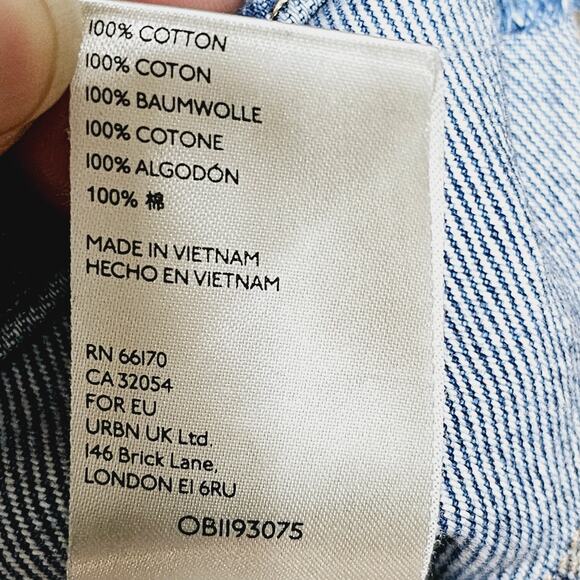 100% COTTON
100% COTON
100% BAUMWOLLE
100% COTONE
100% ALGODÓN
100% 棉
MADE IN VIETNAM
HECHO EN VIETNAM
RN 66170
CA 32054
FOR EU
URBN UK Ltd.
146 Brick Lane,
LONDON E1 6RU
OB1193075